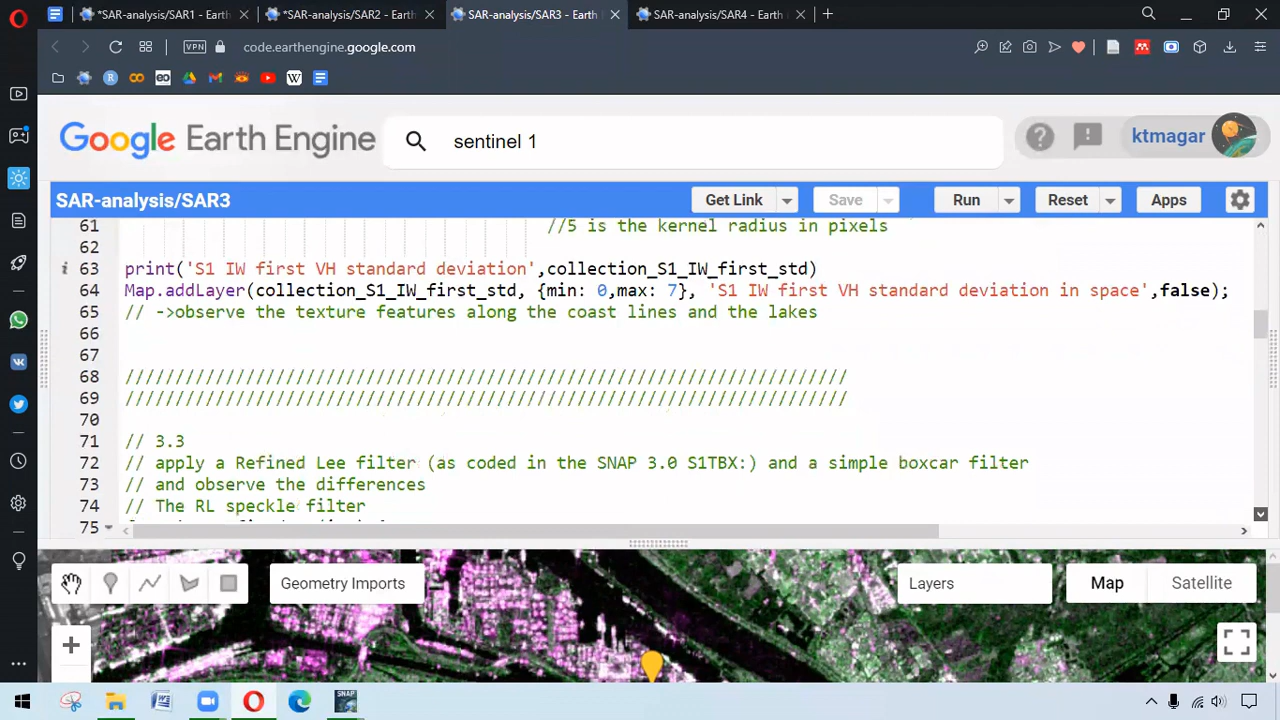 *SAR-analysis/SAR1 - Earth
*SAR-analysis/SAR2 - Earth
SAR-analysis/SAR3 - Earth
SAR-analysis/SAR4 - Earth
VPN
code.earthengine.google.com
Google Earth Engine
sentinel 1
ktmagar
SAR-analysis/SAR3
Get Link
Save
Run
Reset
Apps
61 //5 is the kernel radius in pixels
62
63 print('S1 IW first VH standard deviation',collection_S1_IW_first_std)
64 Map.addLayer(collection_S1_IW_first_std, {min: 0,max: 7}, 'S1 IW first VH standard deviation in space',false);
65 // ->observe the texture features along the coast lines and the lakes
66
67
68 ////////////////////////////////////////////////////////////////////////
69 ////////////////////////////////////////////////////////////////////////
70
71 // 3.3
72 // apply a Refined Lee filter (as coded in the SNAP 3.0 S1TBX:) and a simple boxcar filter
73 // and observe the differences
74 // The RL speckle filter
75
Geometry Imports
Layers
Map
Satellite
SNAP